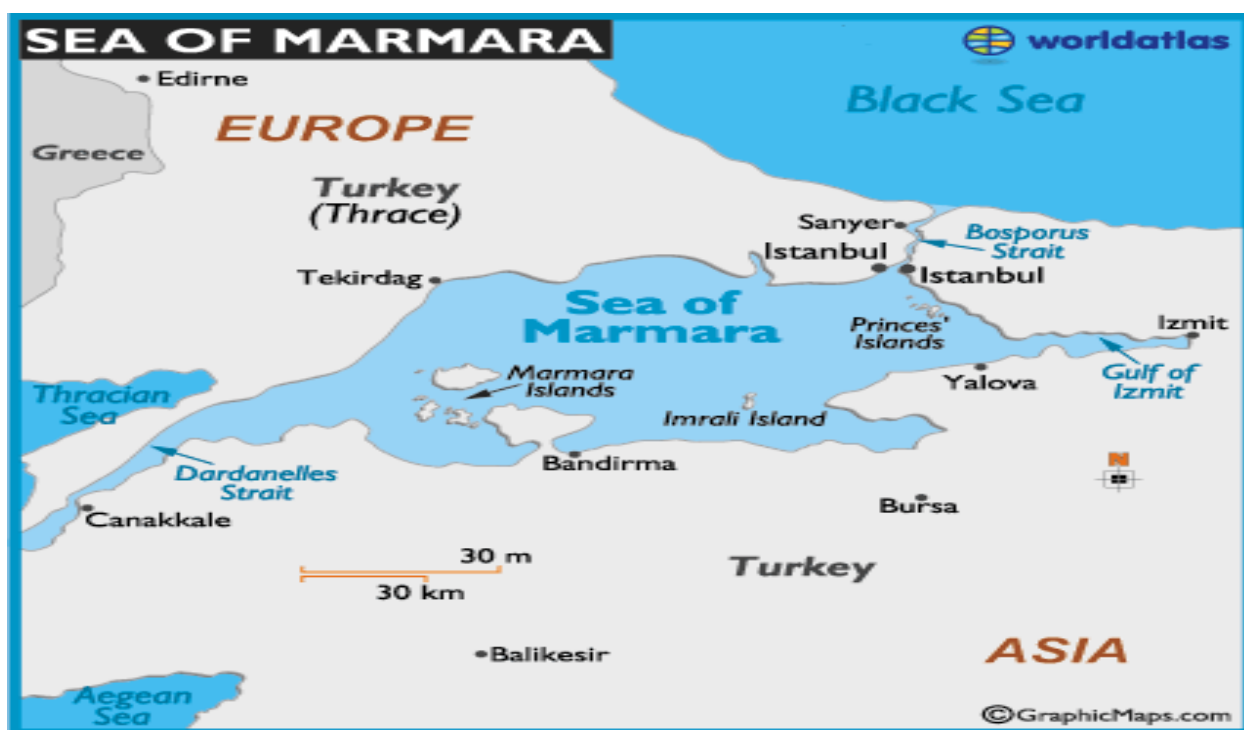 SEA OF MARMARA
worldatlas
Edirne
Black Sea
EUROPE
Greece
Turkey
(Thrace)
Sanyer
Bosporus
Strait
Istanbul
Istanbul
Tekirdag
Sea of
Marmara
Princes'
Islands
Izmit
Marmara
Islands
Yalova
Gulf of
Izmit
Thracian
Sea
Imrali Island
Bandirma
N
Dardanelles
Strait
Bursa
Canakkale
30 m
30 km
Turkey
Balikesir
ASIA
Aegean
Sea
©GraphicMaps.com